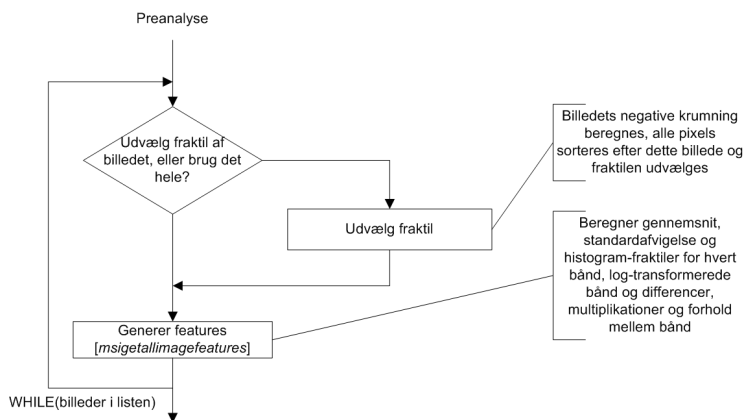 Preanalyse
Udvælg fraktil af
billedet, eller brug det
hele?
Billedets negative krumning
beregnes, alle pixels
sorteres efter dette billede og
fraktilen udvælges
Udvælg fraktil
Beregner gennemsnit,
standardafvigelse og
histogram-fraktiler for hvert
bånd, log-transformerede
bånd og differencer,
multiplikationer og forhold
mellem bånd
Generer features
[msigetallimagefeatures]
WHILE(billeder i listen)